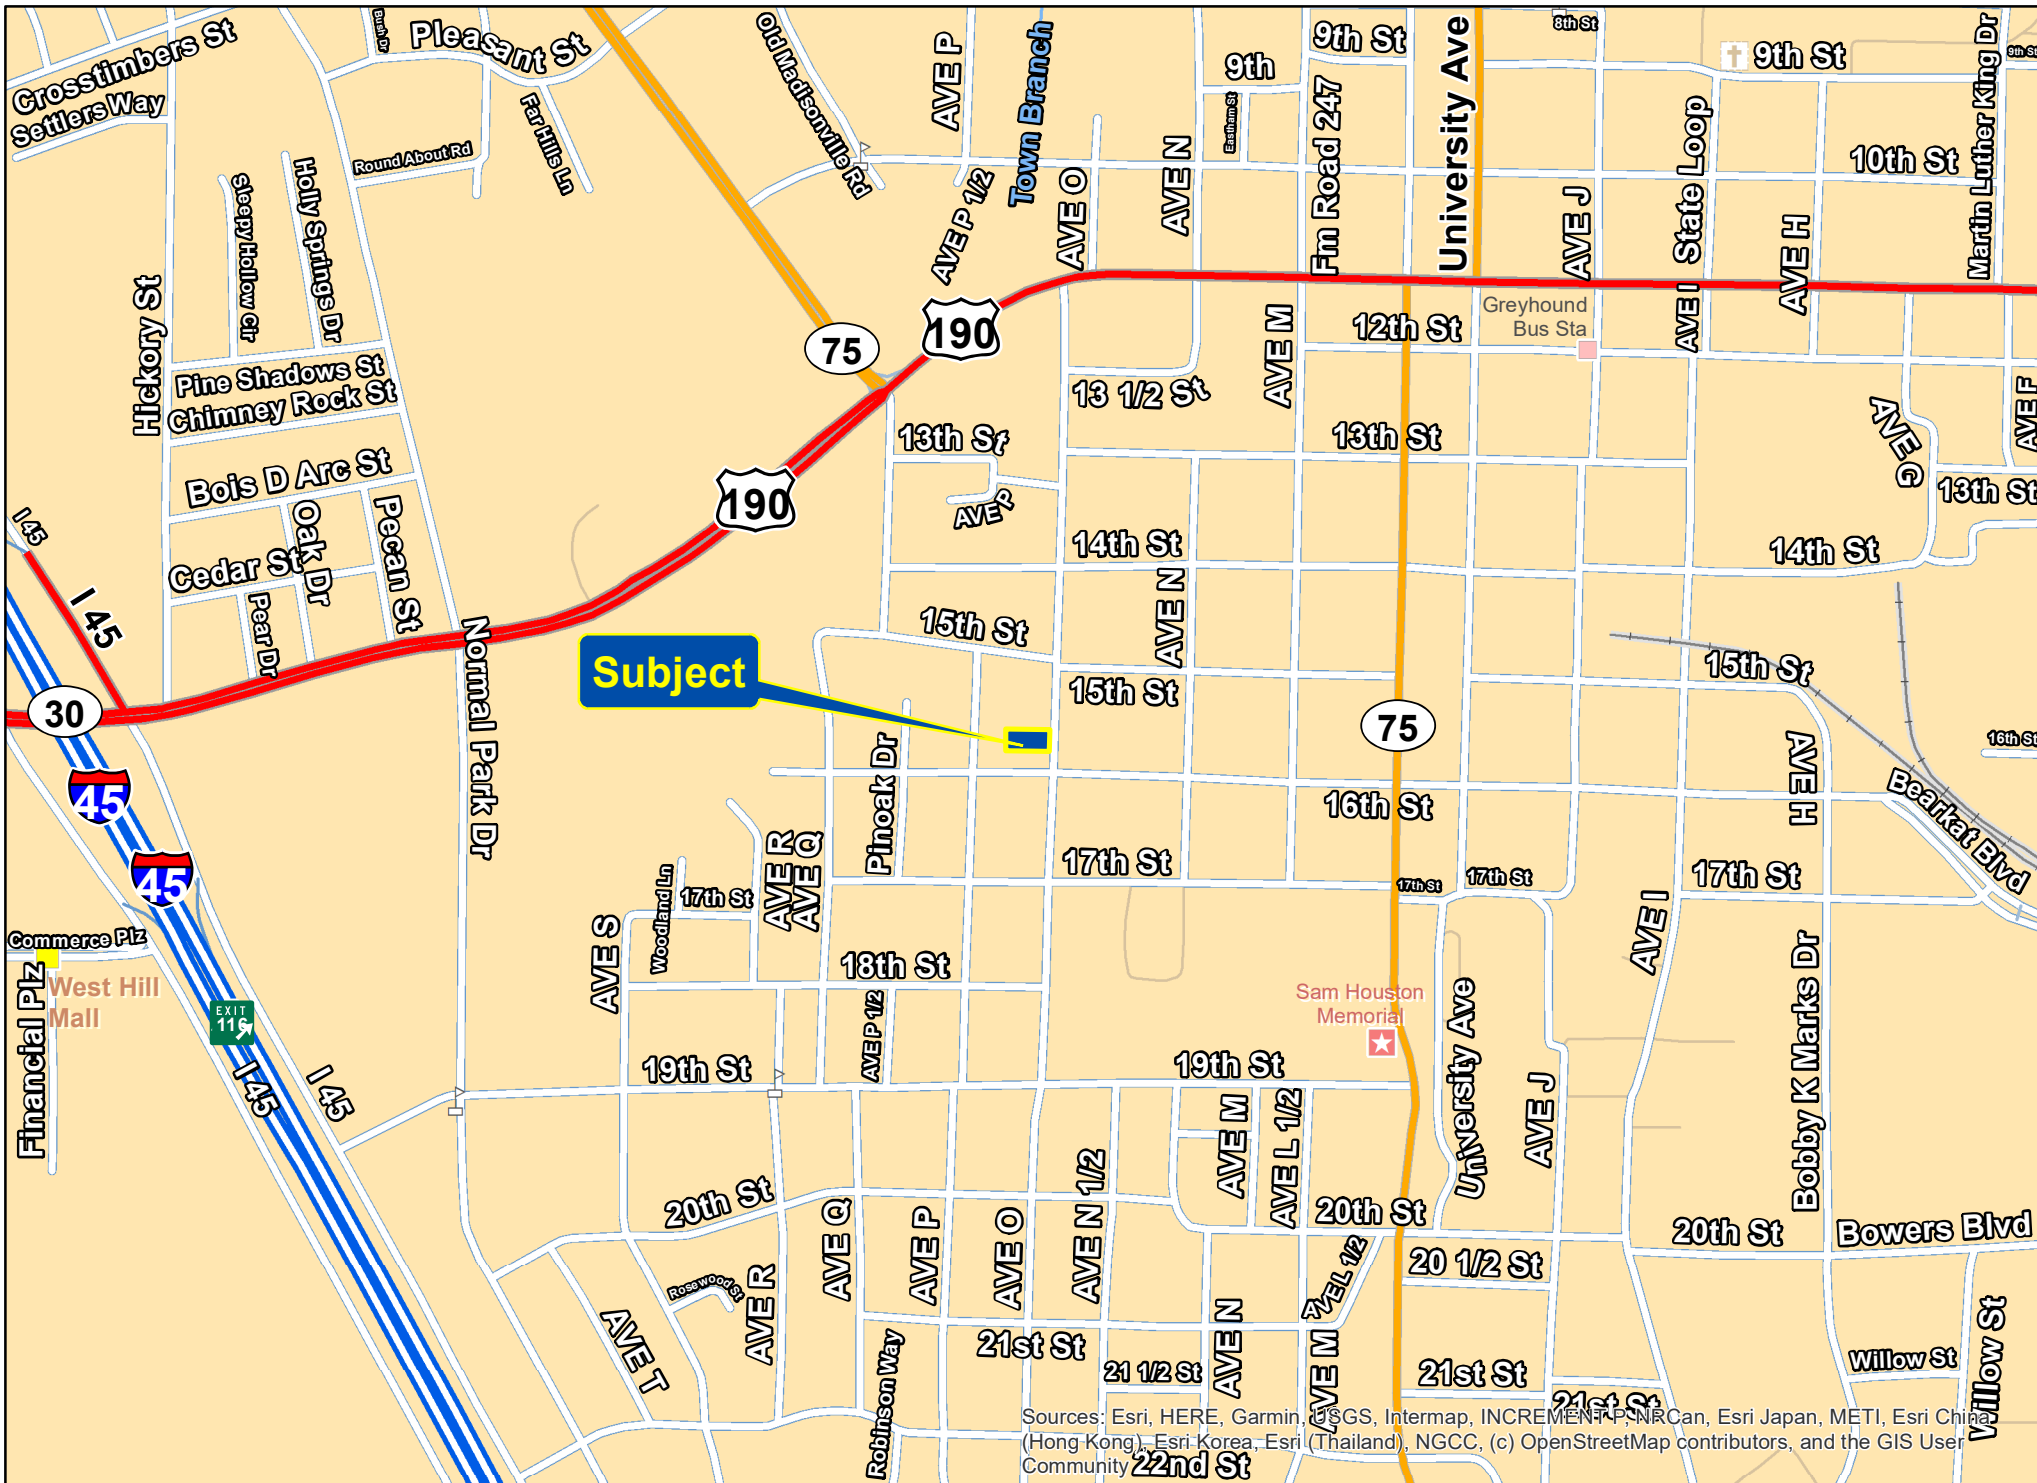 Crosstimbers St
Settlers Way
Bush Dr
Pleasant St
Far Hills Ln
Round About Rd
Old Madisonville Rd
AVE P
Town Branch
AVE P 1/2
AVE O
AVE N
9th
Eastham St
9th St
Fm Road 247
University Ave
8th St
9th St
9th St
Martin Luther King Dr
10th St
State Loop
AVE J
AVE I
AVE H
Sleepy Hollow Cir
Holly Springs Dr
Hickory St
Pine Shadows St
Chimney Rock St
Bois D Arc St
Oak Dr
Pecan St
Cedar St
Pear Dr
75
190
190
12th St
Greyhound
Bus Sta
AVE M
13 1/2 St
13th St
13th St
AVE P
AVE G
AVE F
13th St
14th St
14th St
AVE N
I 45
I 45
Normal Park Dr
15th St
Subject
15th St
15th St
30
75
45
45
Pinoak Dr
16th St
16th St
AVE H
Bearkat Blvd
AVE R
AVE Q
17th St
17th St
17th St
17th St
17th St
Woodland Ln
AVE S
AVE I
Commerce Plz
Financial Plz
West Hill
Mall
EXIT
116
18th St
AVE P 1/2
Sam Houston
Memorial
University Ave
Bobby K Marks Dr
I 45
I 45
19th St
19th St
AVE M
AVE L 1/2
AVE J
20th St
AVE Q
AVE P
AVE O
AVE N 1/2
20th St
20th St
Bowers Blvd
20 1/2 St
AVE L 1/2
Rosewood St
AVE R
AVE T
Robinson Way
21st St
21 1/2 St
AVE N
AVE M
21st St
21st St
Willow St
Willow St
Sources: Esri, HERE, Garmin, USGS, Intermap, INCREMENT P, NRCan, Esri Japan, METI, Esri China
(Hong Kong), Esri Korea, Esri (Thailand), NGCC, (c) OpenStreetMap contributors, and the GIS User
Community
22nd St